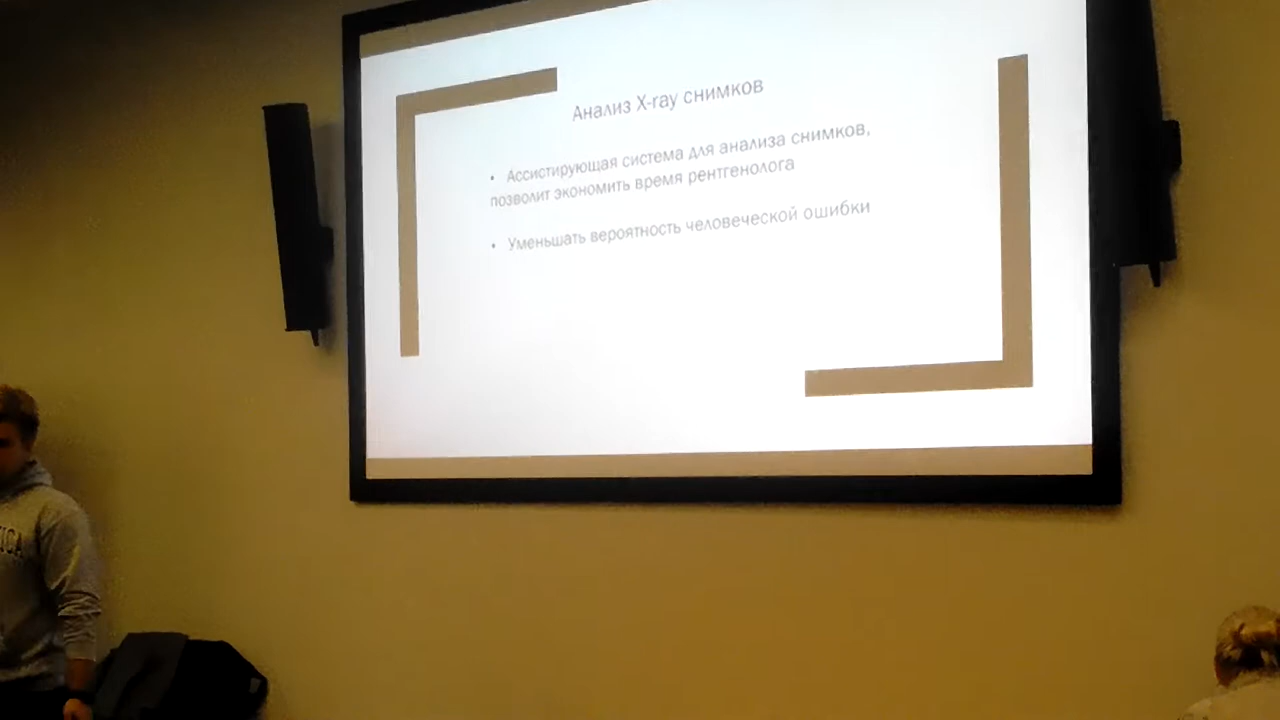 Анализ X-ray снимков
• Ассистирующая система для анализа снимков,
позволит экономить время рентгенолога
• Уменьшать вероятность человеческой ошибки